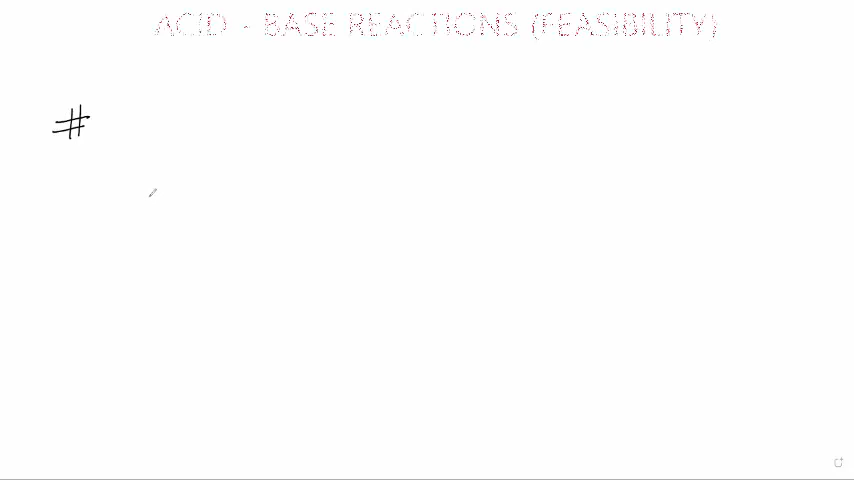 ACID - BASE REACTIONS (FEASIBILITY)
#